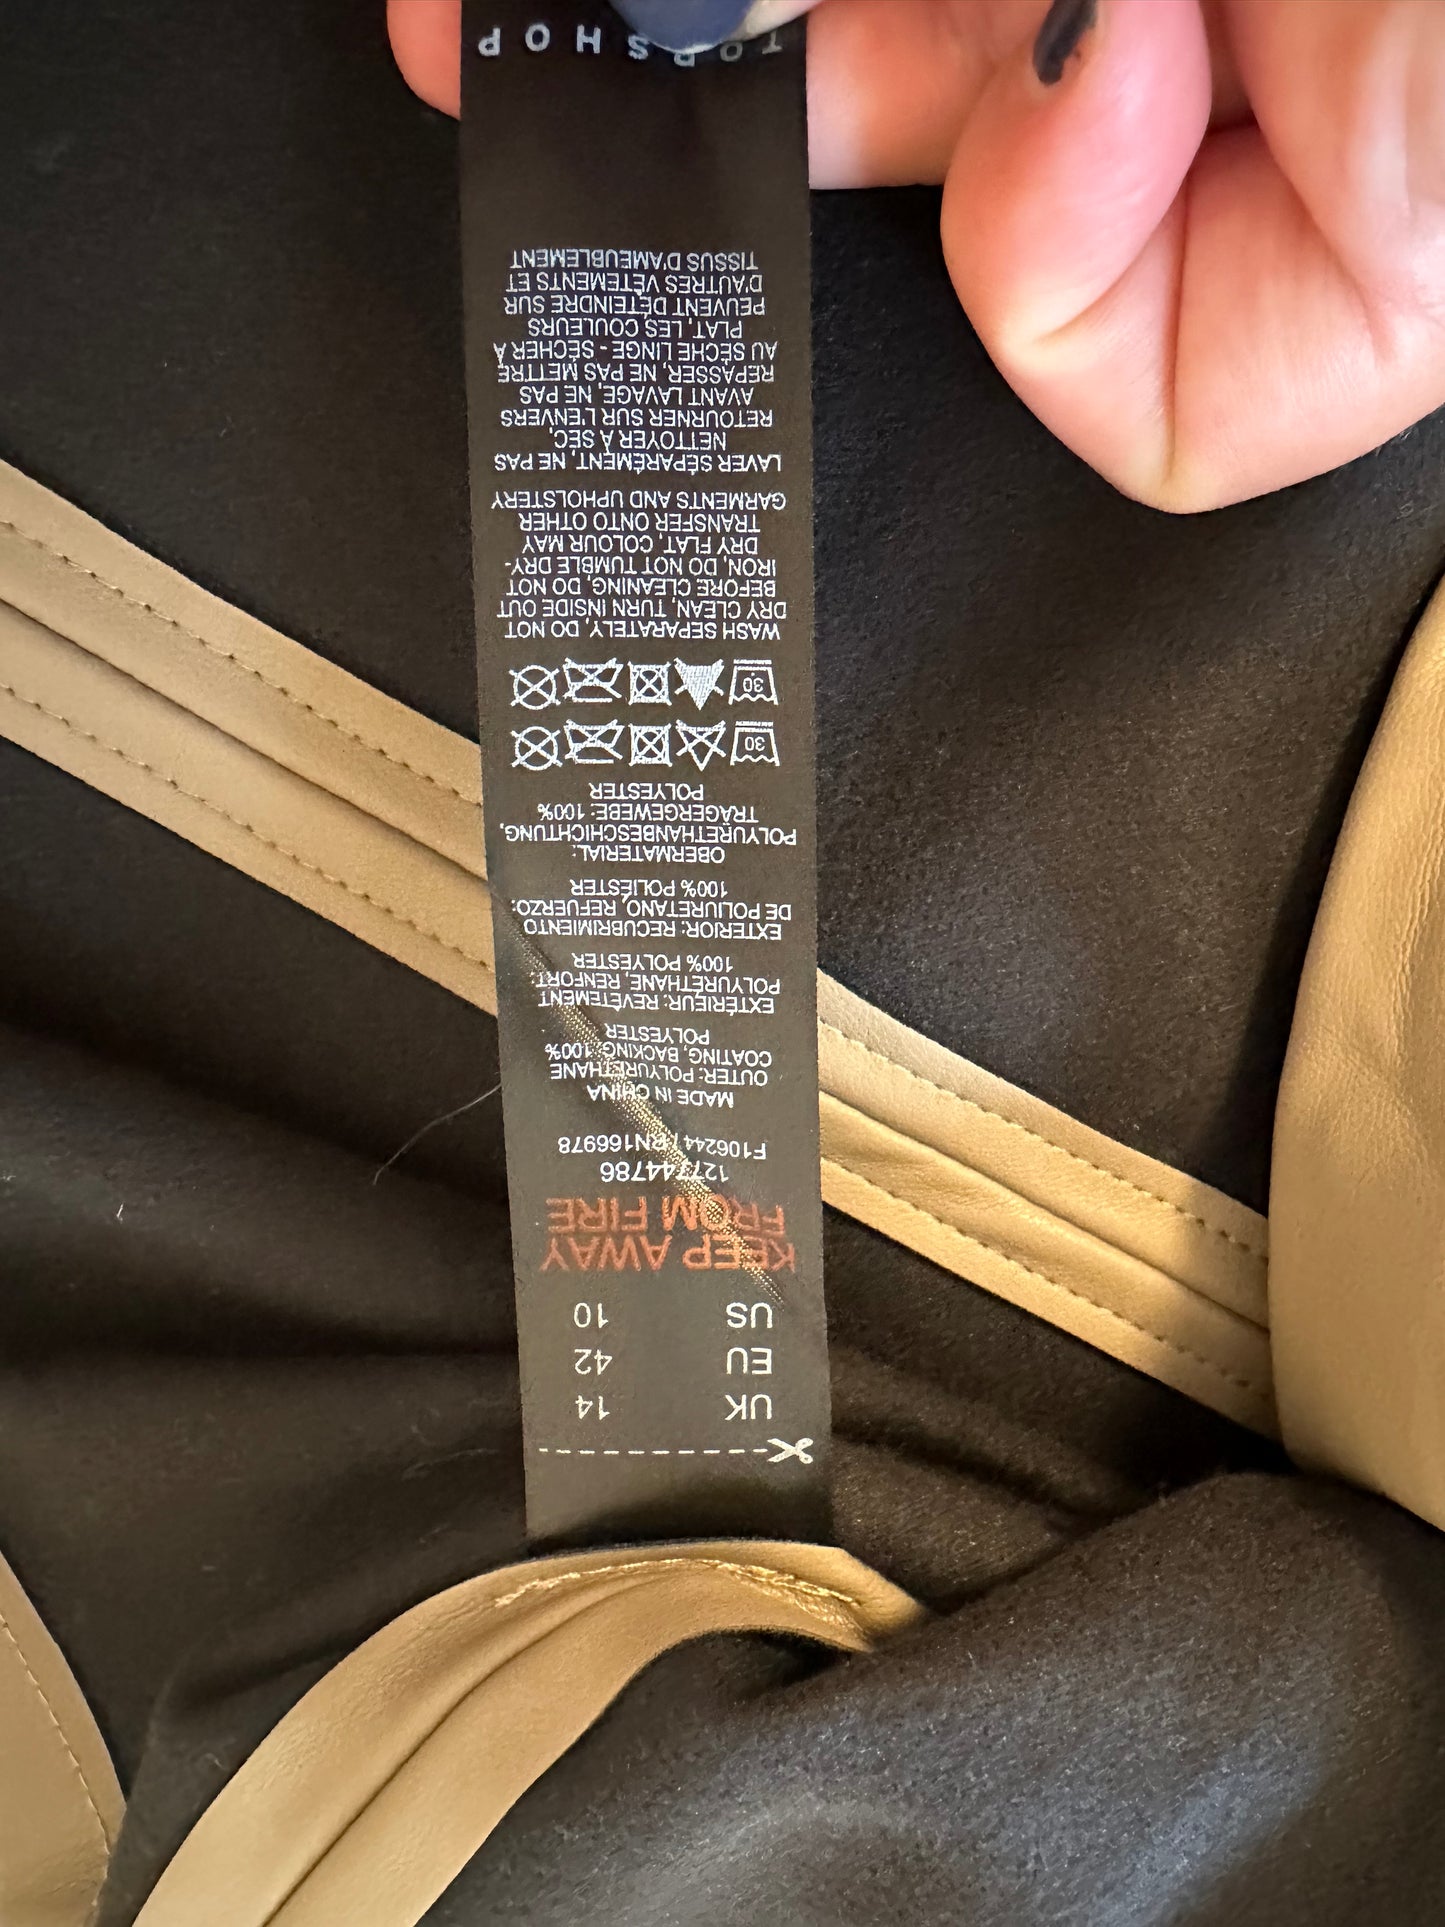 UK 14
EU 42
US 10
KEEP AWAY
FROM FIRE
127744786
F106244 / RN166978
MADE IN CHINA
OUTER: POLYURETHANE
COATING, BACKING: 100%
POLYESTER
EXTÉRIEUR: REVÊTEMENT
POLYURÉTHANE, RENFORT:
100% POLYESTER
EXTERIOR: RECUBRIMIENTO
DE POLIURETANO, REFUERZO:
100% POLIÉSTER
OBERMATERIAL:
POLYURETHANBESCHICHTUNG,
TRÄGERGEWEBE: 100%
POLYESTER
30
30
WASH SEPARATELY, DO NOT
DRY CLEAN, TURN INSIDE OUT
BEFORE CLEANING, DO NOT
IRON, DO NOT TUMBLE DRY-
DRY FLAT, COLOUR MAY
TRANSFER ONTO OTHER
GARMENTS AND UPHOLSTERY
LAVER SÉPARÉMENT, NE PAS
NETTOYER À SEC,
RETOURNER SUR L'ENVERS
AVANT LAVAGE, NE PAS
REPASSER, NE PAS METTRE
AU SÈCHE LINGE - SÉCHER À
PLAT, LES COULEURS
PEUVENT DÉTEINDRE SUR
D'AUTRES VÊTEMENTS ET
TISSUS D'AMEUBLEMENT
TOPSHOP